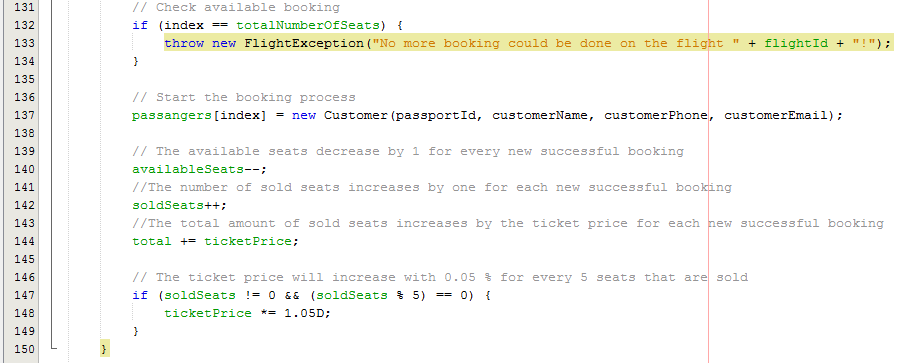 131 // Check available booking
132 if (index == totalNumberOfSeats) {
133 throw new FlightException("No more booking could be done on the flight " + flightId + "!");
134 }
135
136 // Start the booking process
137 passangers[index] = new Customer(passportId, customerName, customerPhone, customerEmail);
138
139 // The available seats decrease by 1 for every new successful booking
140 availableSeats--;
141 //The number of sold seats increases by one for each new successful booking
142 soldSeats++;
143 //The total amount of sold seats increases by the ticket price for each new successful booking
144 total += ticketPrice;
145
146 // The ticket price will increase with 0.05 % for every 5 seats that are sold
147 if (soldSeats != 0 && (soldSeats % 5) == 0) {
148 ticketPrice *= 1.05D;
149 }
150 }